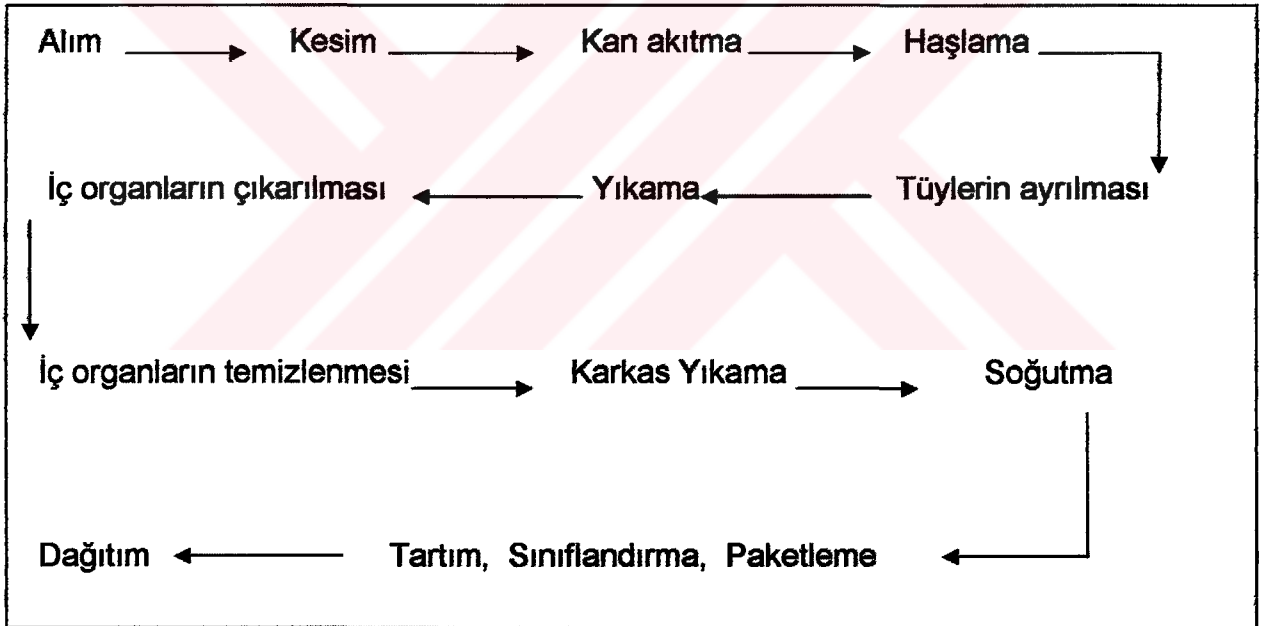 Alım Kesim Kan akıtma Haşlama
İç organların çıkarılması Yıkama Tüylerin ayrılması
İç organların temizlenmesi Karkas Yıkama Soğutma
Dağıtım Tartım, Sınıflandırma, Paketleme